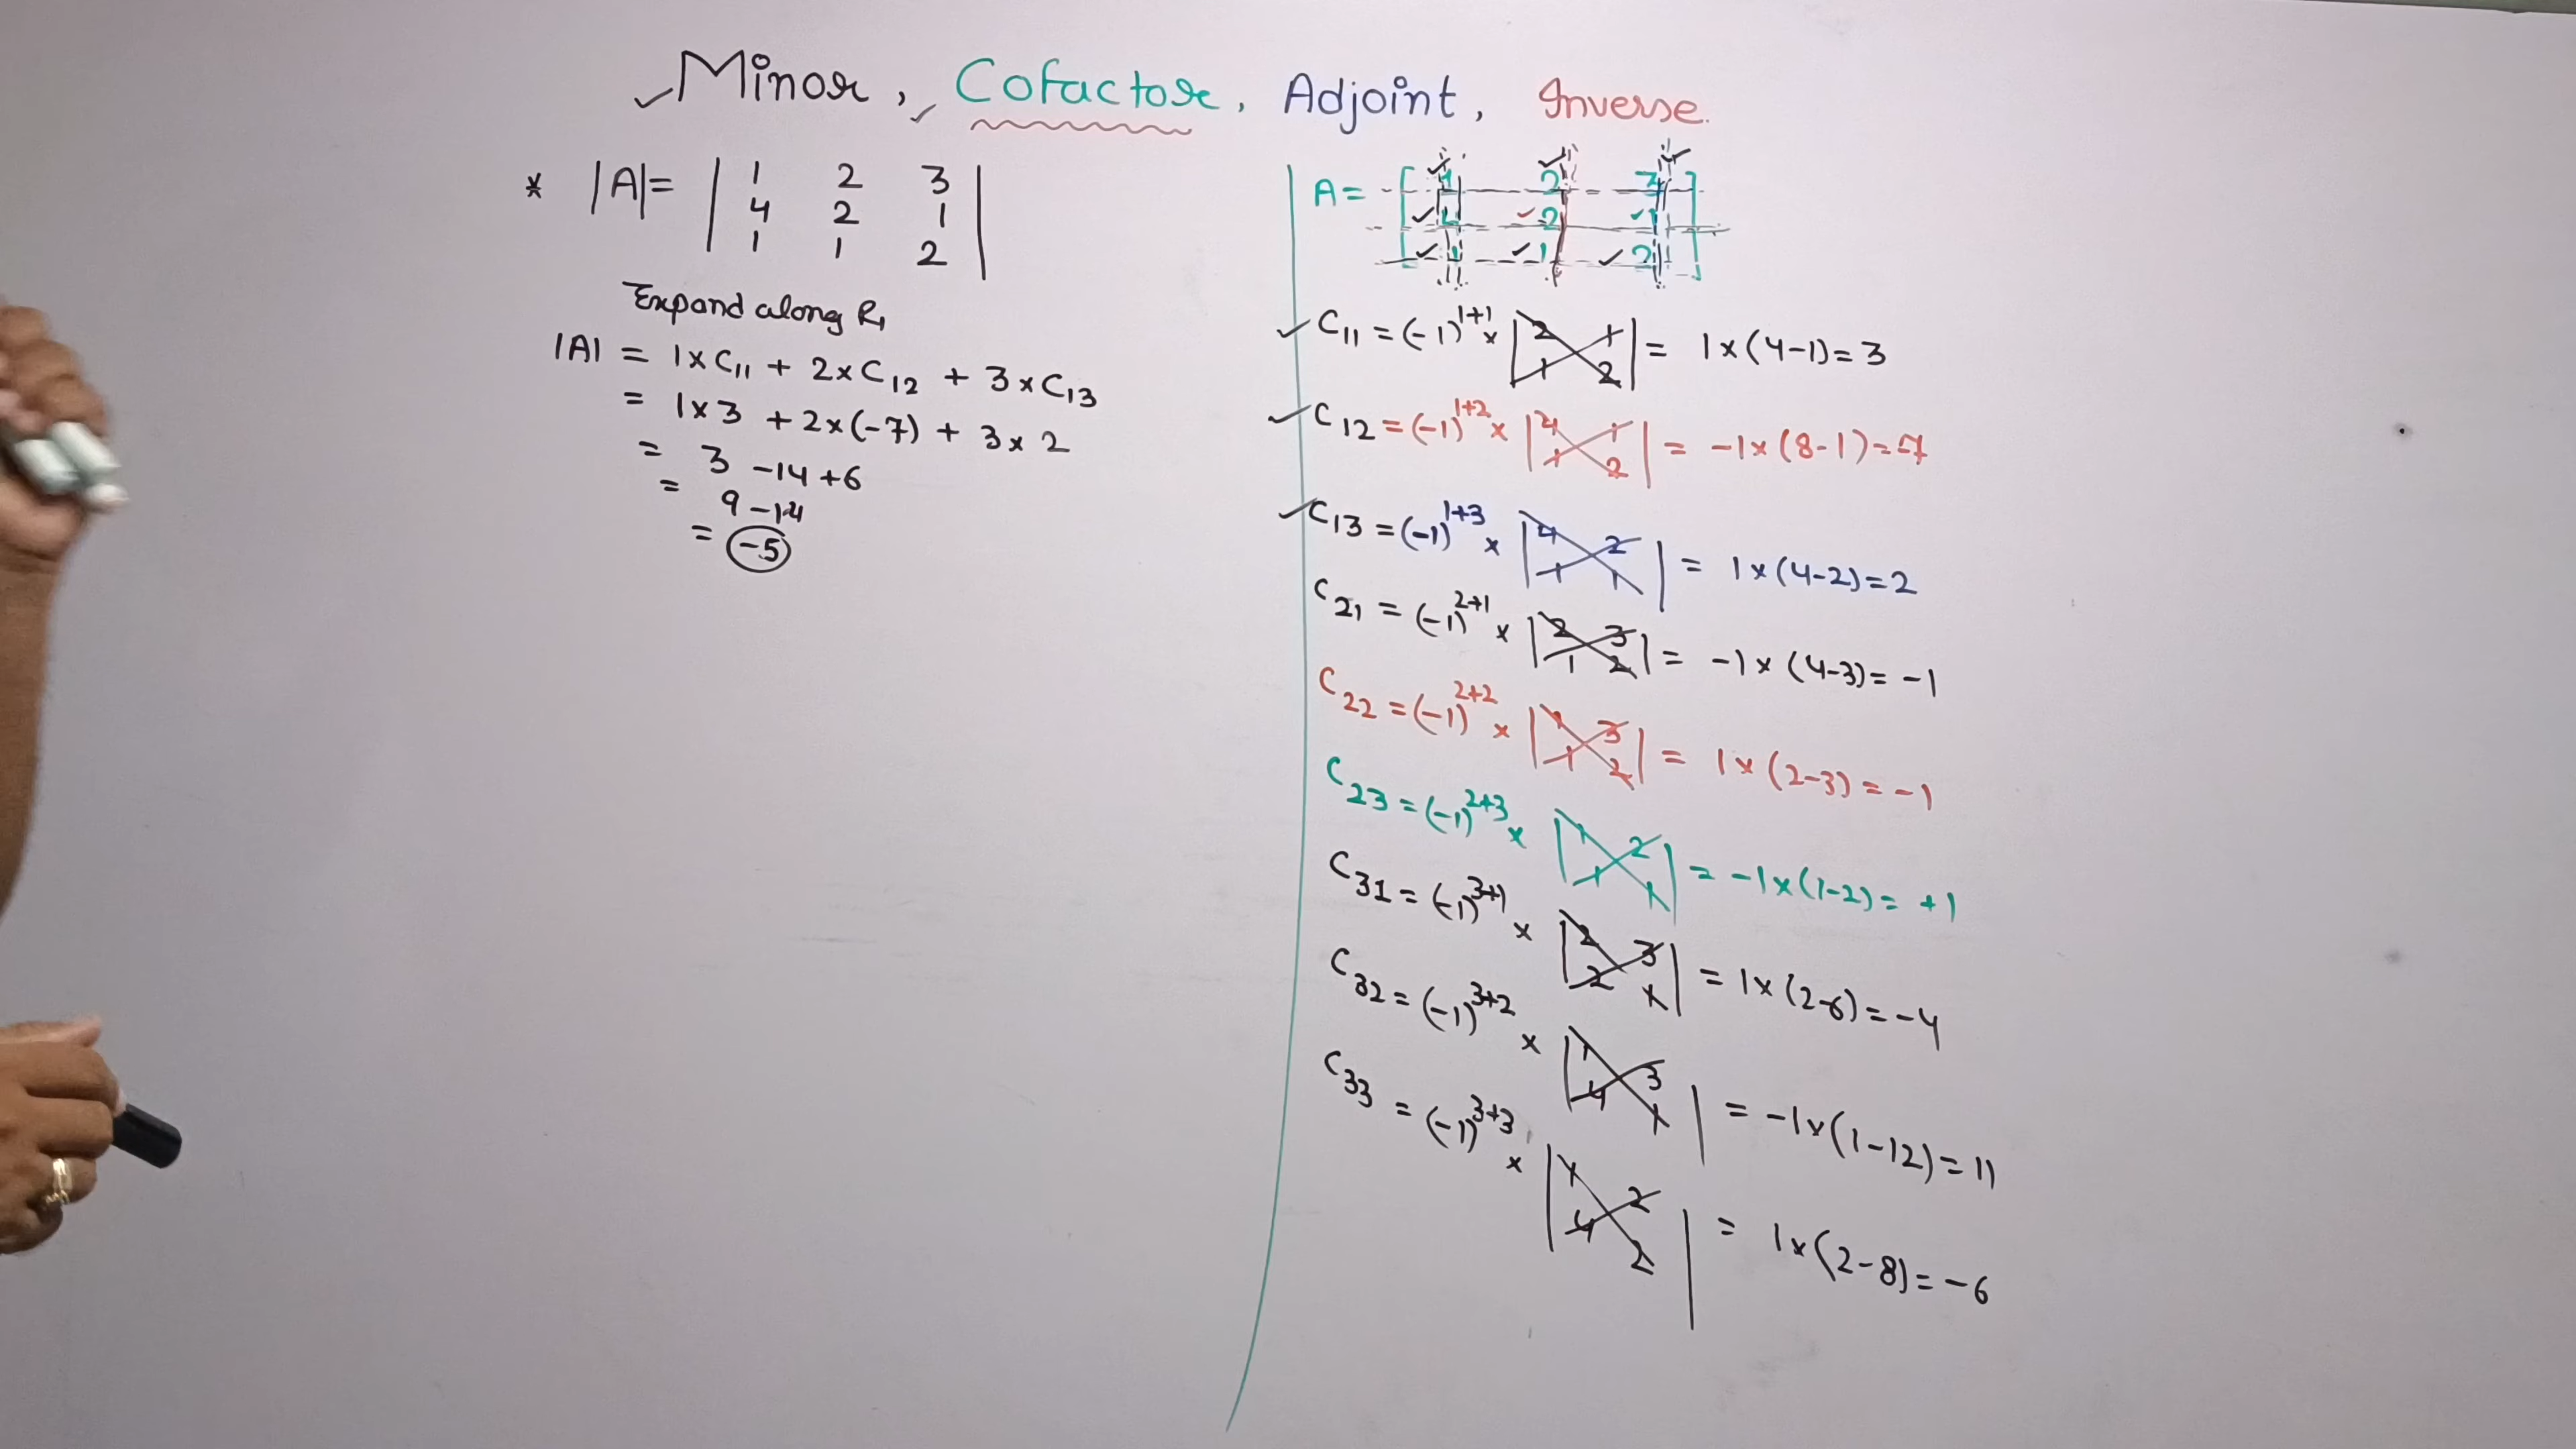 Minor, Cofactor, Adjoint, Inverse.
* |A| = | 1 2 3 |
4 2 1
1 1 2
Expand along R₁
|A| = 1×C₁₁ + 2×C₁₂ + 3×C₁₃
= 1×3 + 2×(-7) + 3×2
= 3 -14 +6
= 9 -14
= -5
A = [ 1 2 3
4 2 1
1 1 2 ]
C₁₁ = (-1)¹⁺¹ × | 2 1
1 2 | = 1×(4-1) = 3
C₁₂ = (-1)¹⁺² × | 4 1
1 2 | = -1×(8-1) = -7
C₁₃ = (-1)¹⁺³ × | 4 2
1 1 | = 1×(4-2) = 2
C₂₁ = (-1)²⁺¹ × | 2 3
1 2 | = -1×(4-3) = -1
C₂₂ = (-1)²⁺² × | 1 3
1 2 | = 1×(2-3) = -1
C₂₃ = (-1)²⁺³ × | 1 2
1 1 | = -1×(1-2) = +1
C₃₁ = (-1)³⁺¹ × | 2 3
2 1 | = 1×(2-6) = -4
C₃₂ = (-1)³⁺² × | 1 3
4 1 | = -1×(1-12) = 11
C₃₃ = (-1)³⁺³ × | 1 2
4 2 | = 1×(2-8) = -6